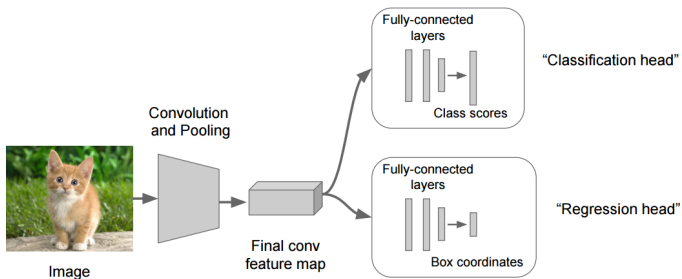 Fully-connected
layers
Class scores
“Classification head”
Convolution
and Pooling
Image
Final conv
feature map
Fully-connected
layers
Box coordinates
“Regression head”